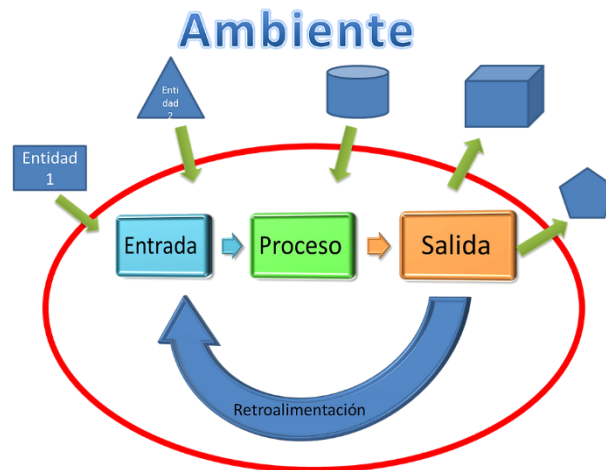 Ambiente
Enti
dad
2
Entidad
1
Entrada
Proceso
Salida
Retroalimentación